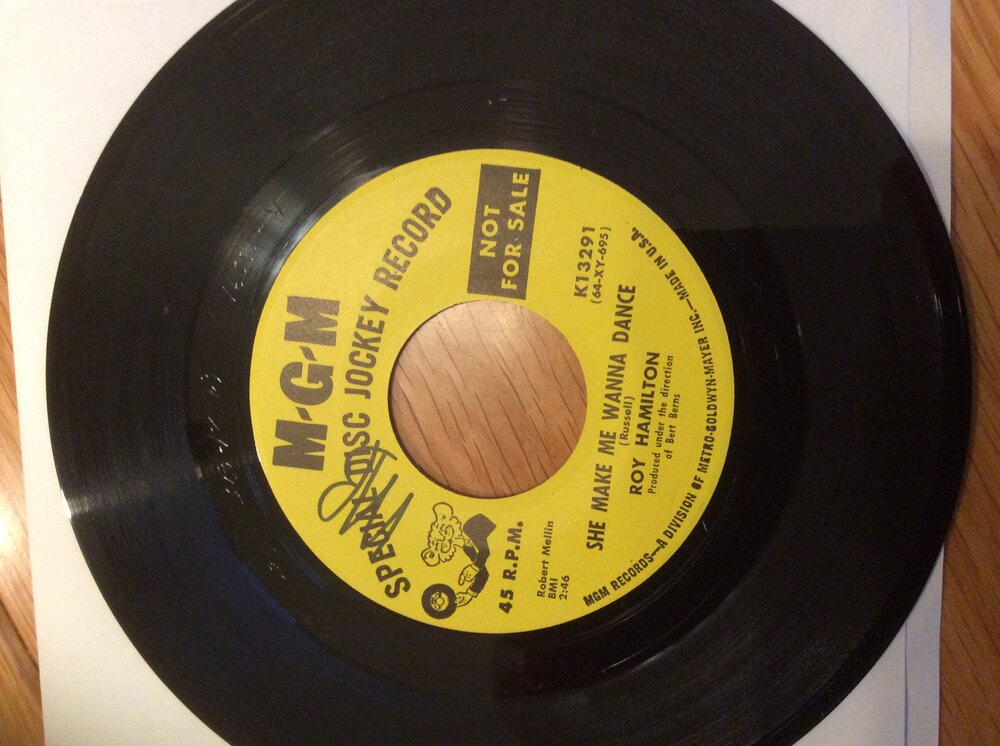 M-G-M
SPECIAL DISC JOCKEY RECORD
NOT
FOR SALE
45 R.P.M.
Robert Mellin
BMI
2:46
K13291
(64-XY-695)
SHE MAKE ME WANNA DANCE
(Russell)
ROY HAMILTON
Produced under the direction
of Bert Berns
MGM RECORDS—A DIVISION OF METRO-GOLDWYN-MAYER INC.—MADE IN U.S.A.